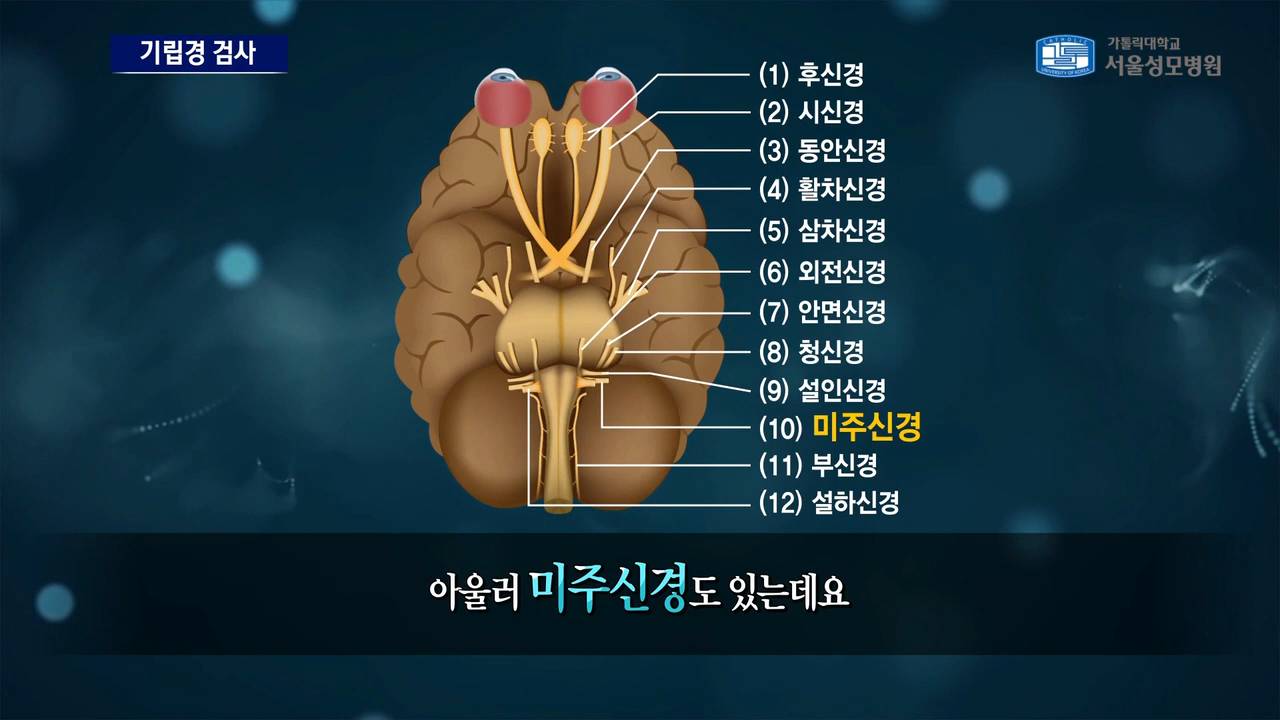 기립경 검사
가톨릭대학교
서울성모병원
(1) 후신경
(2) 시신경
(3) 동안신경
(4) 활차신경
(5) 삼차신경
(6) 외전신경
(7) 안면신경
(8) 청신경
(9) 설인신경
(10) 미주신경
(11) 부신경
(12) 설하신경
아울러 미주신경도 있는데요